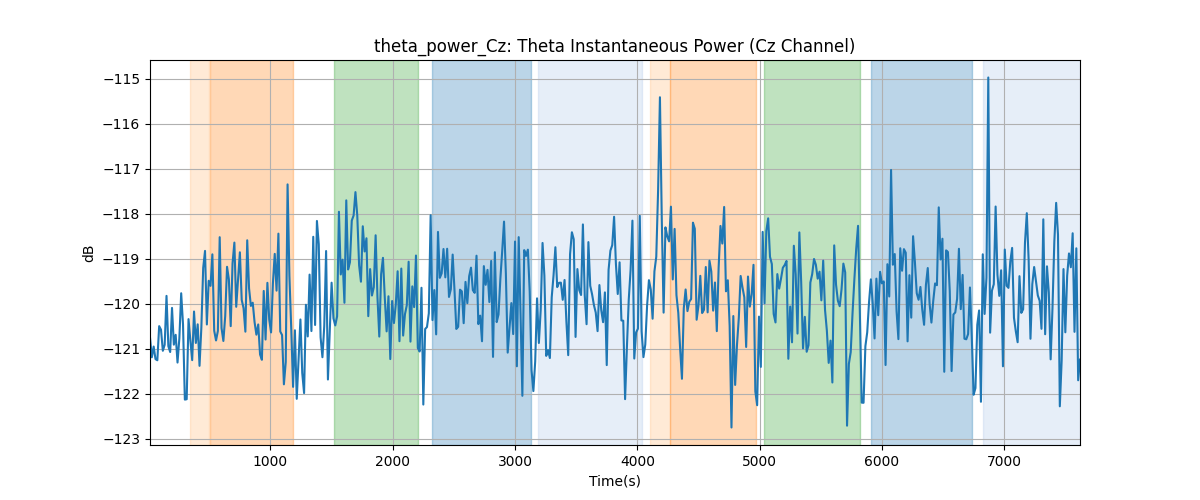 theta_power_Cz: Theta Instantaneous Power (Cz Channel)
dB
−115
−116
−117
−118
−119
−120
−121
−122
−123
1000 2000 3000 4000 5000 6000 7000
Time(s)